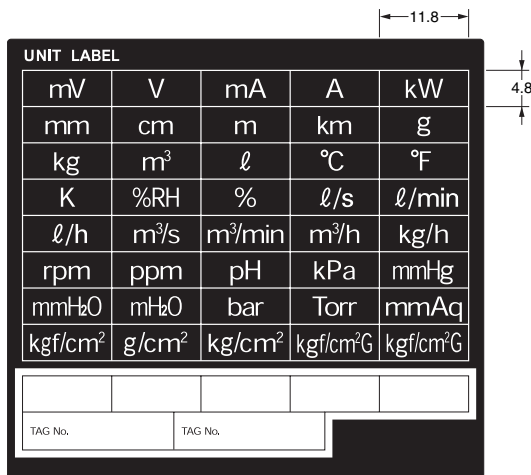 11.8
UNIT LABEL
4.8
mV V mA A kW
mm cm m km g
kg m³ ℓ °C °F
K %RH % ℓ/s ℓ/min
ℓ/h m³/s m³/min m³/h kg/h
rpm ppm pH kPa mmHg
mmH₂O mH₂O bar Torr mmAq
kgf/cm² g/cm² kg/cm² kgf/cm²G kgf/cm²G
TAG No. TAG No.